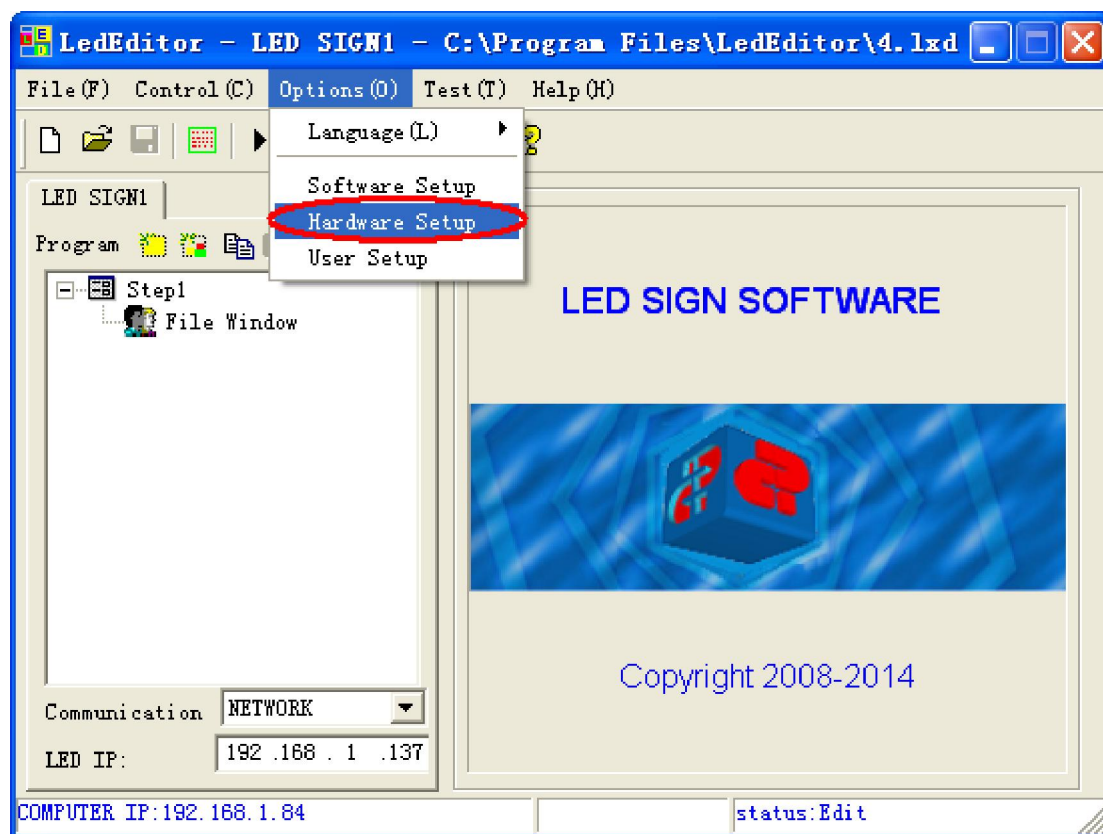 LedEditor - LED SIGN1 - C:\Program Files\LedEditor\4.lxd
File(F) Control(C) Options(O) Test(T) Help(H)
Language(L)
Software Setup
Hardware Setup
User Setup
LED SIGN1
Program
Step1
File Window
LED SIGN SOFTWARE
Copyright 2008-2014
Communication NETWORK
LED IP: 192 .168 . 1 .137
COMPUTER IP:192.168.1.84 status:Edit